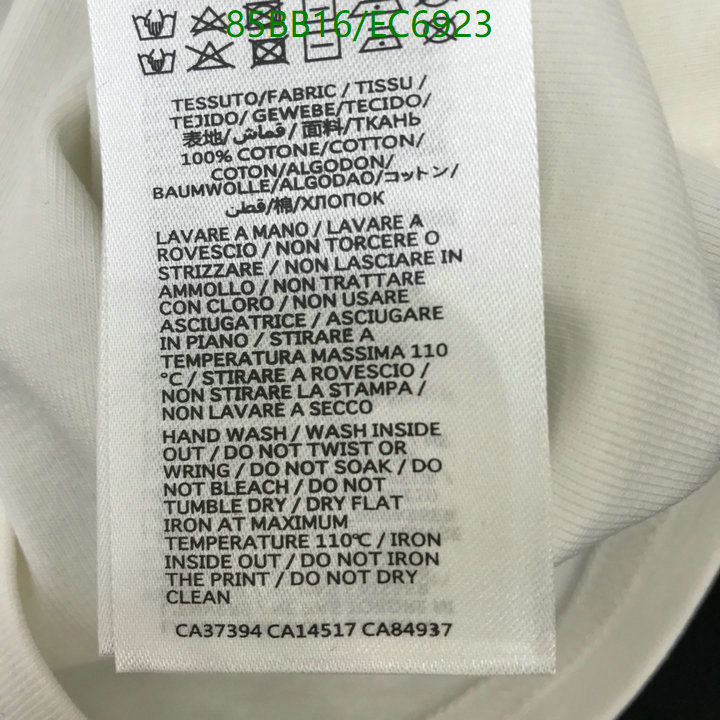 85BB16/EC6923
TESSUTO/FABRIC / TISSU /
TEJIDO/ GEWEBE/TECIDO/
表地/قماش/面料/ТКАНЬ
100% COTONE/COTTON/
COTON/ALGODON/
BAUMWOLLE/ALGODAO/コットン/
قطن/棉/ХЛОПОК
LAVARE A MANO / LAVARE A
ROVESCIO / NON TORCERE O
STRIZZARE / NON LASCIARE IN
AMMOLLO / NON TRATTARE
CON CLORO / NON USARE
ASCIUGATRICE / ASCIUGARE
IN PIANO / STIRARE A
TEMPERATURA MASSIMA 110
°C / STIRARE A ROVESCIO /
NON STIRARE LA STAMPA /
NON LAVARE A SECCO
HAND WASH / WASH INSIDE
OUT / DO NOT TWIST OR
WRING / DO NOT SOAK / DO
NOT BLEACH / DO NOT
TUMBLE DRY / DRY FLAT
IRON AT MAXIMUM
TEMPERATURE 110°C / IRON
INSIDE OUT / DO NOT IRON
THE PRINT / DO NOT DRY
CLEAN
CA37394 CA14517 CA84937